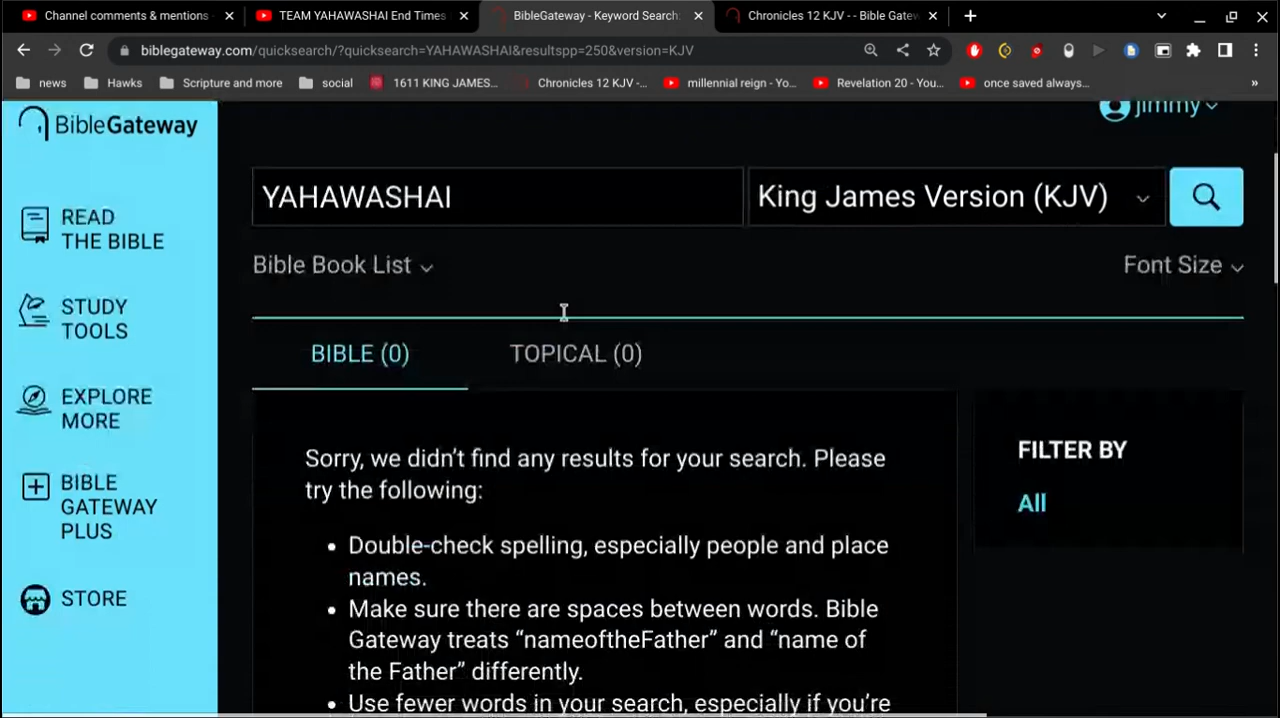 Channel comments & mentions
TEAM YAHAWASHAI End Times
BibleGateway - Keyword Search:
Chronicles 12 KJV - - Bible Gatew
biblegateway.com/quicksearch/?quicksearch=YAHAWASHAI&resultspp=250&version=KJV
news
Hawks
Scripture and more
social
1611 KING JAMES...
Chronicles 12 KJV -...
millennial reign - Yo...
Revelation 20 - You...
once saved always...
»
BibleGateway
jimmy
YAHAWASHAI
King James Version (KJV)
READ
THE BIBLE
Bible Book List
Font Size
STUDY
TOOLS
BIBLE (0)
TOPICAL (0)
EXPLORE
MORE
Sorry, we didn’t find any results for your search. Please
try the following:
FILTER BY
All
BIBLE
GATEWAY
PLUS
• Double-check spelling, especially people and place
names.
STORE
• Make sure there are spaces between words. Bible
Gateway treats “nameoftheFather” and “name of
the Father” differently.
• Use fewer words in your search, especially if you’re